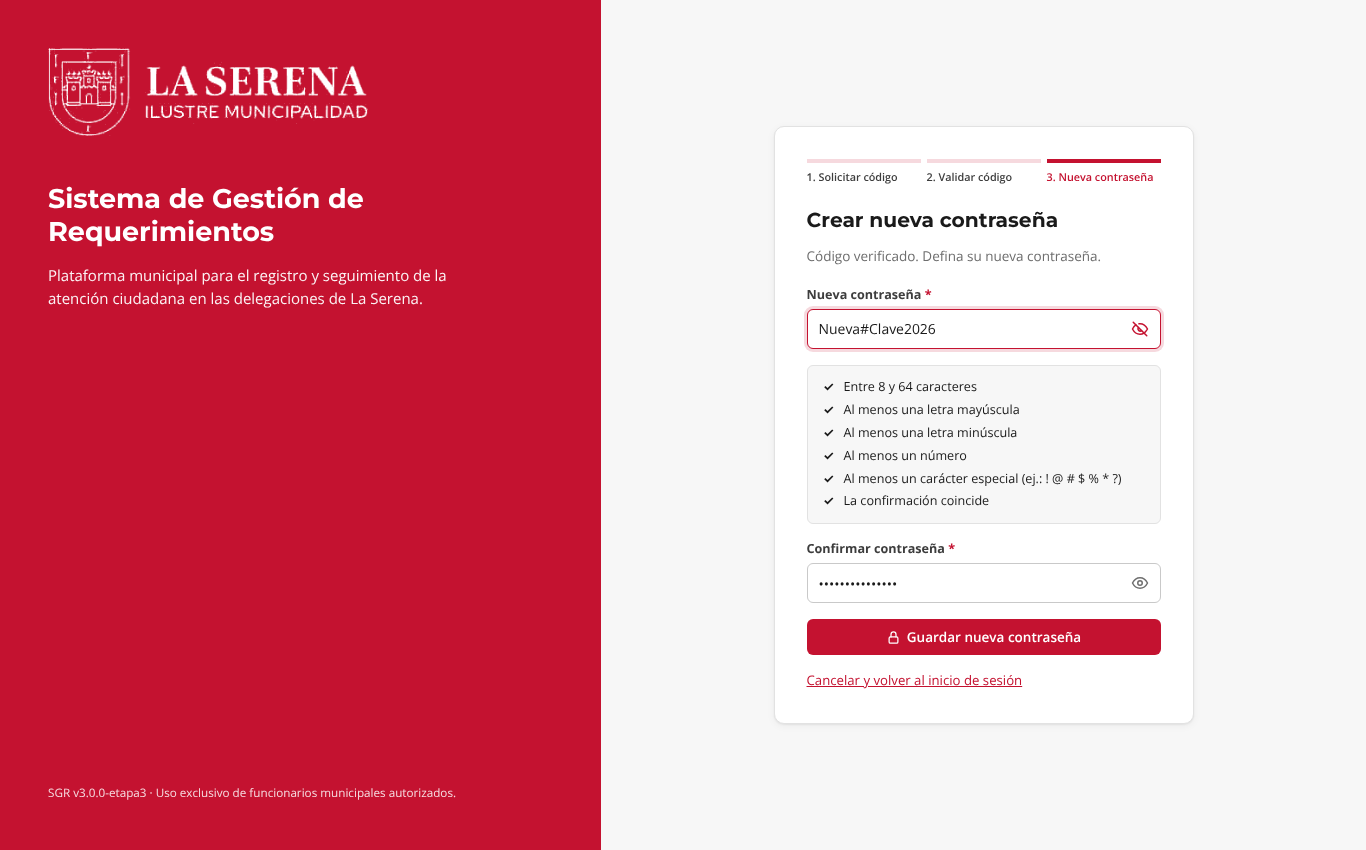 LA SERENA
ILUSTRE MUNICIPALIDAD
Sistema de Gestión de
Requerimientos
Plataforma municipal para el registro y seguimiento de la
atención ciudadana en las delegaciones de La Serena.
SGR v3.0.0-etapa3 · Uso exclusivo de funcionarios municipales autorizados.
1. Solicitar código
2. Validar código
3. Nueva contraseña
Crear nueva contraseña
Código verificado. Defina su nueva contraseña.
Nueva contraseña *
Nueva#Clave2026
Entre 8 y 64 caracteres
Al menos una letra mayúscula
Al menos una letra minúscula
Al menos un número
Al menos un carácter especial (ej.: ! @ # $ % * ?)
La confirmación coincide
Confirmar contraseña *
•••••••••••••••
Guardar nueva contraseña
Cancelar y volver al inicio de sesión